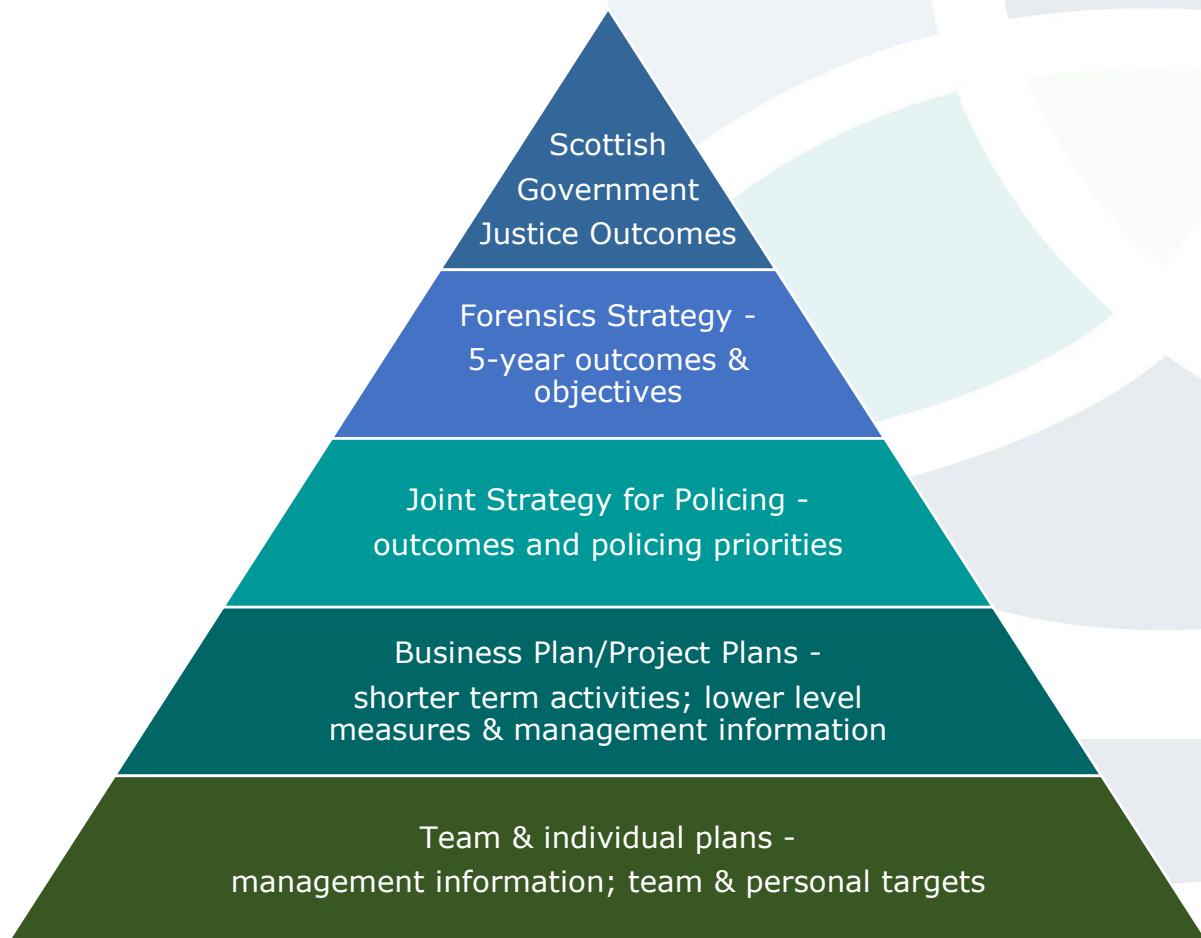 Scottish
Government
Justice Outcomes
Forensics Strategy -
5-year outcomes &
objectives
Joint Strategy for Policing -
outcomes and policing priorities
Business Plan/Project Plans -
shorter term activities; lower level
measures & management information
Team & individual plans -
management information; team & personal targets